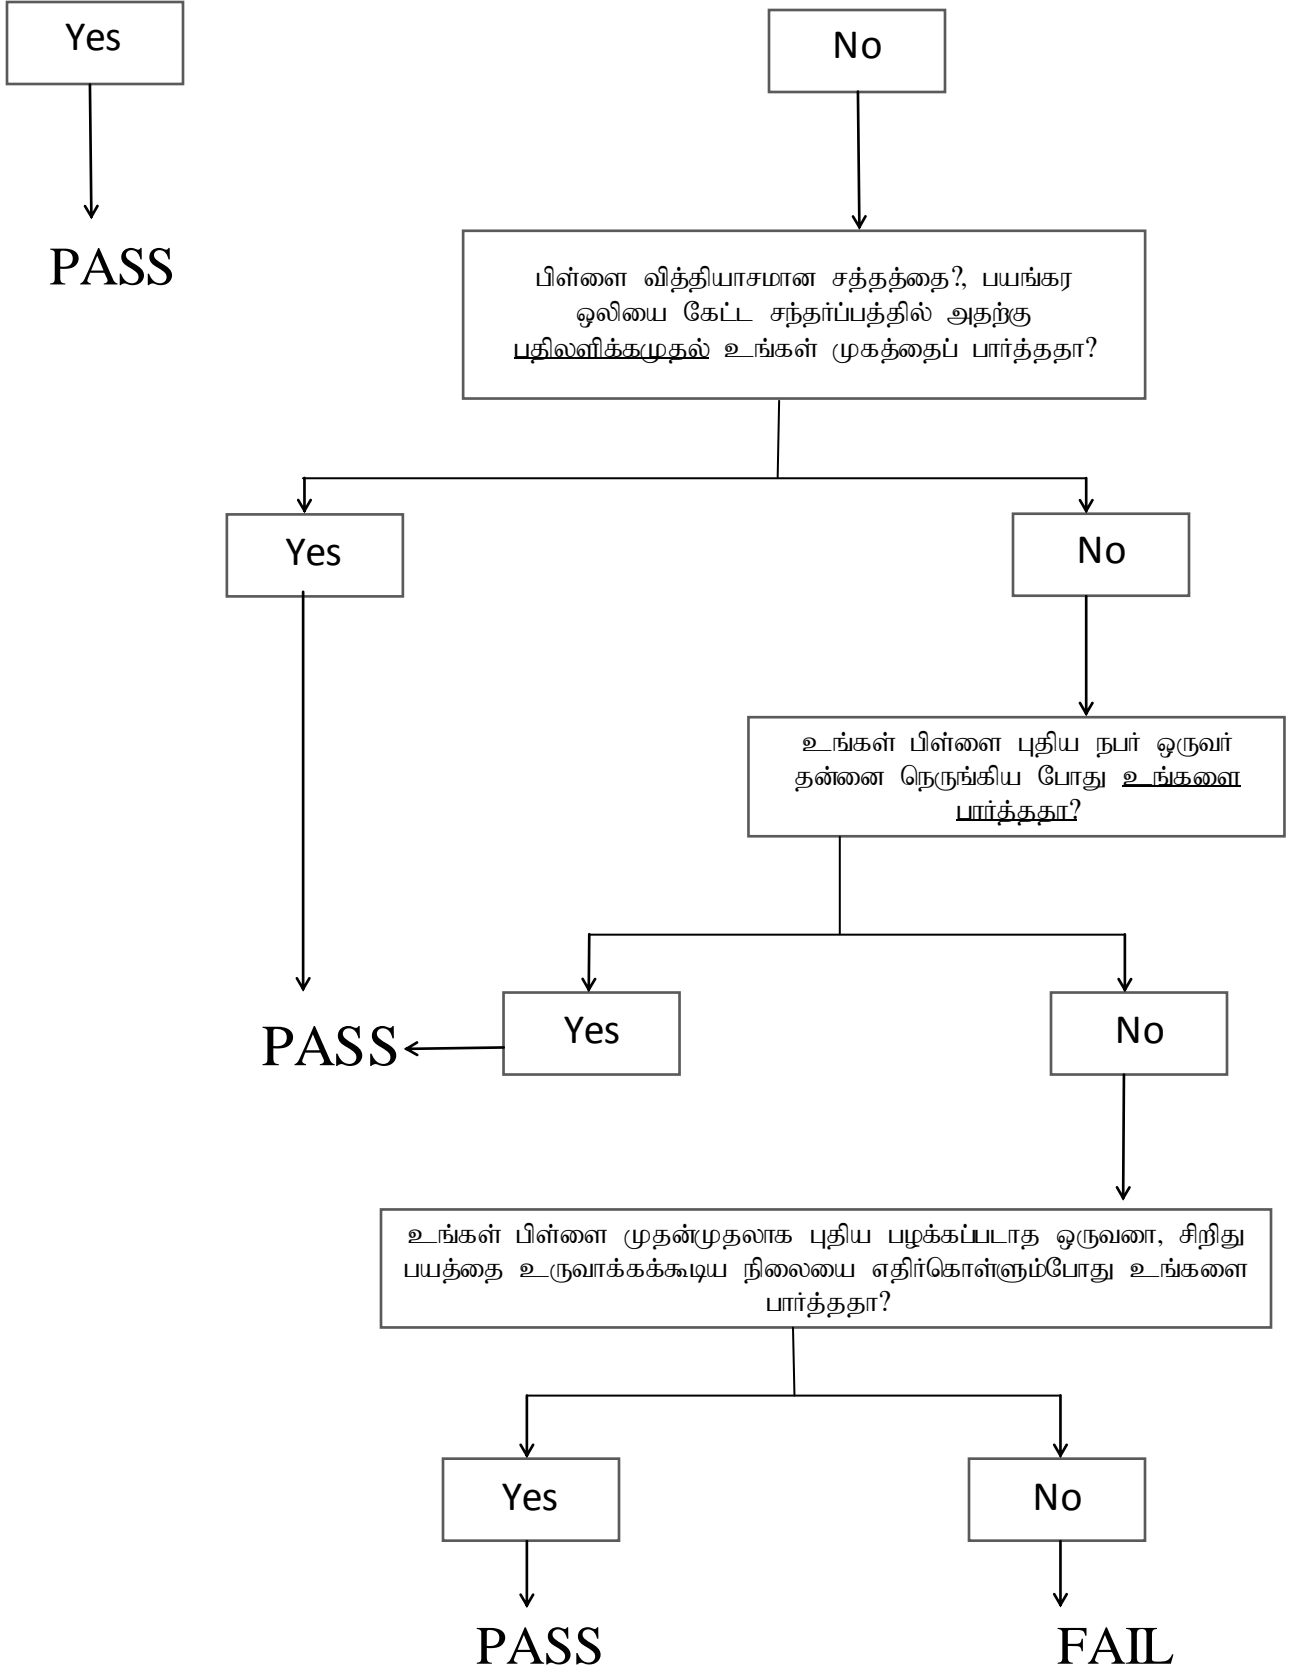 Yes
No
PASS
பிள்ளை வித்தியாசமான சத்தத்தை?, பயங்கர
ஒலியை கேட்ட சந்தர்ப்பத்தில் அதற்கு
பதிலளிக்கமுதல் உங்கள் முகத்தைப் பார்த்ததா?
Yes
No
உங்கள் பிள்ளை புதிய நபர் ஒருவர்
தன்னை நெருங்கிய போது உங்களை
பார்த்ததா?
Yes
No
PASS
உங்கள் பிள்ளை முதன்முதலாக புதிய பழக்கப்படாத ஒருவரை, சிறிது
பயத்தை உருவாக்கக்கூடிய நிலையை எதிர்கொள்ளும்போது உங்களை
பார்த்ததா?
Yes
No
PASS
FAIL